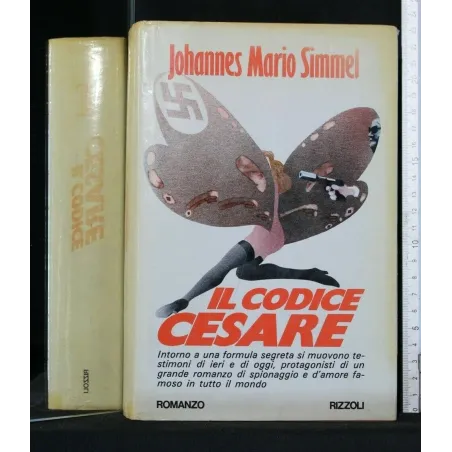 Johannes Mario Simmel
IL CODICE
CESARE
Intorno a una formula segreta si muovono te-
stimoni di ieri e di oggi, protagonisti di un
grande romanzo di spionaggio e d'amore fa-
moso in tutto il mondo
ROMANZO RIZZOLI
IL CODICE
CESARE
RIZZOLI